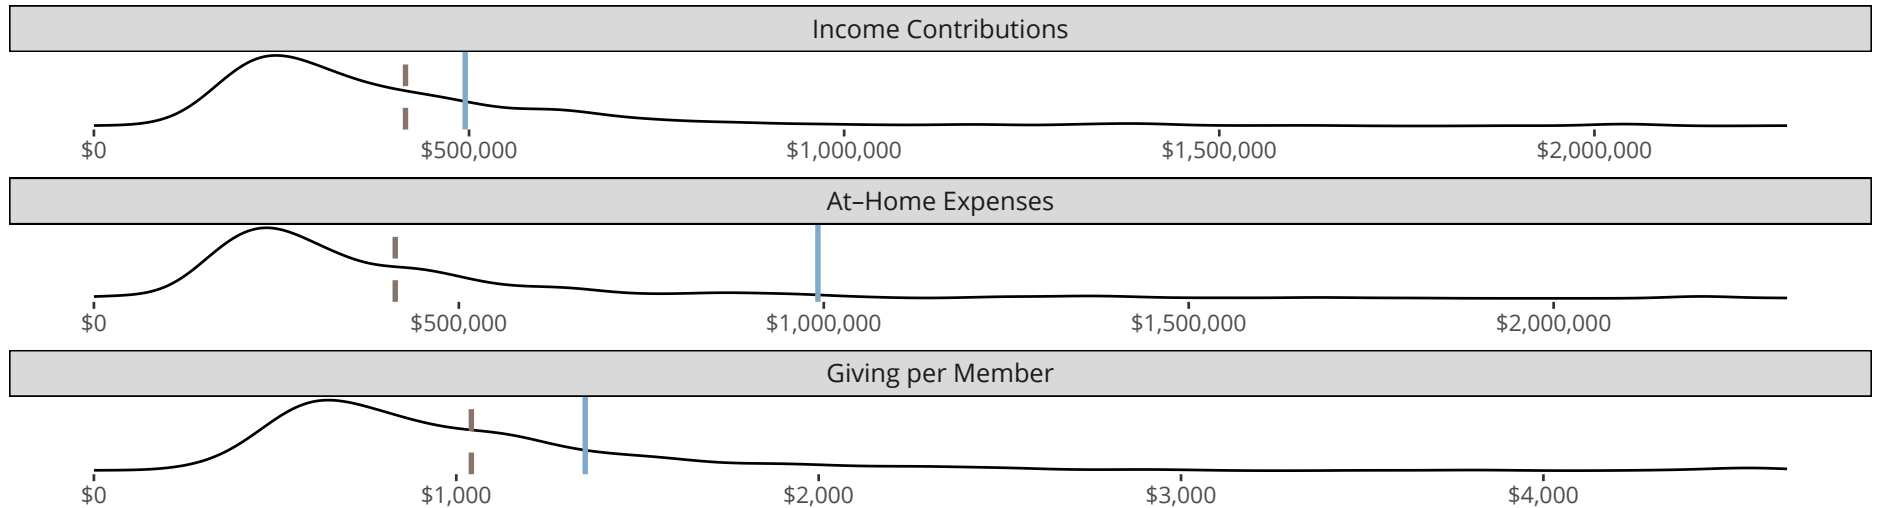 Income Contributions
$0 $500,000 $1,000,000 $1,500,000 $2,000,000
At–Home Expenses
$0 $500,000 $1,000,000 $1,500,000 $2,000,000
Giving per Member
$0 $1,000 $2,000 $3,000 $4,000